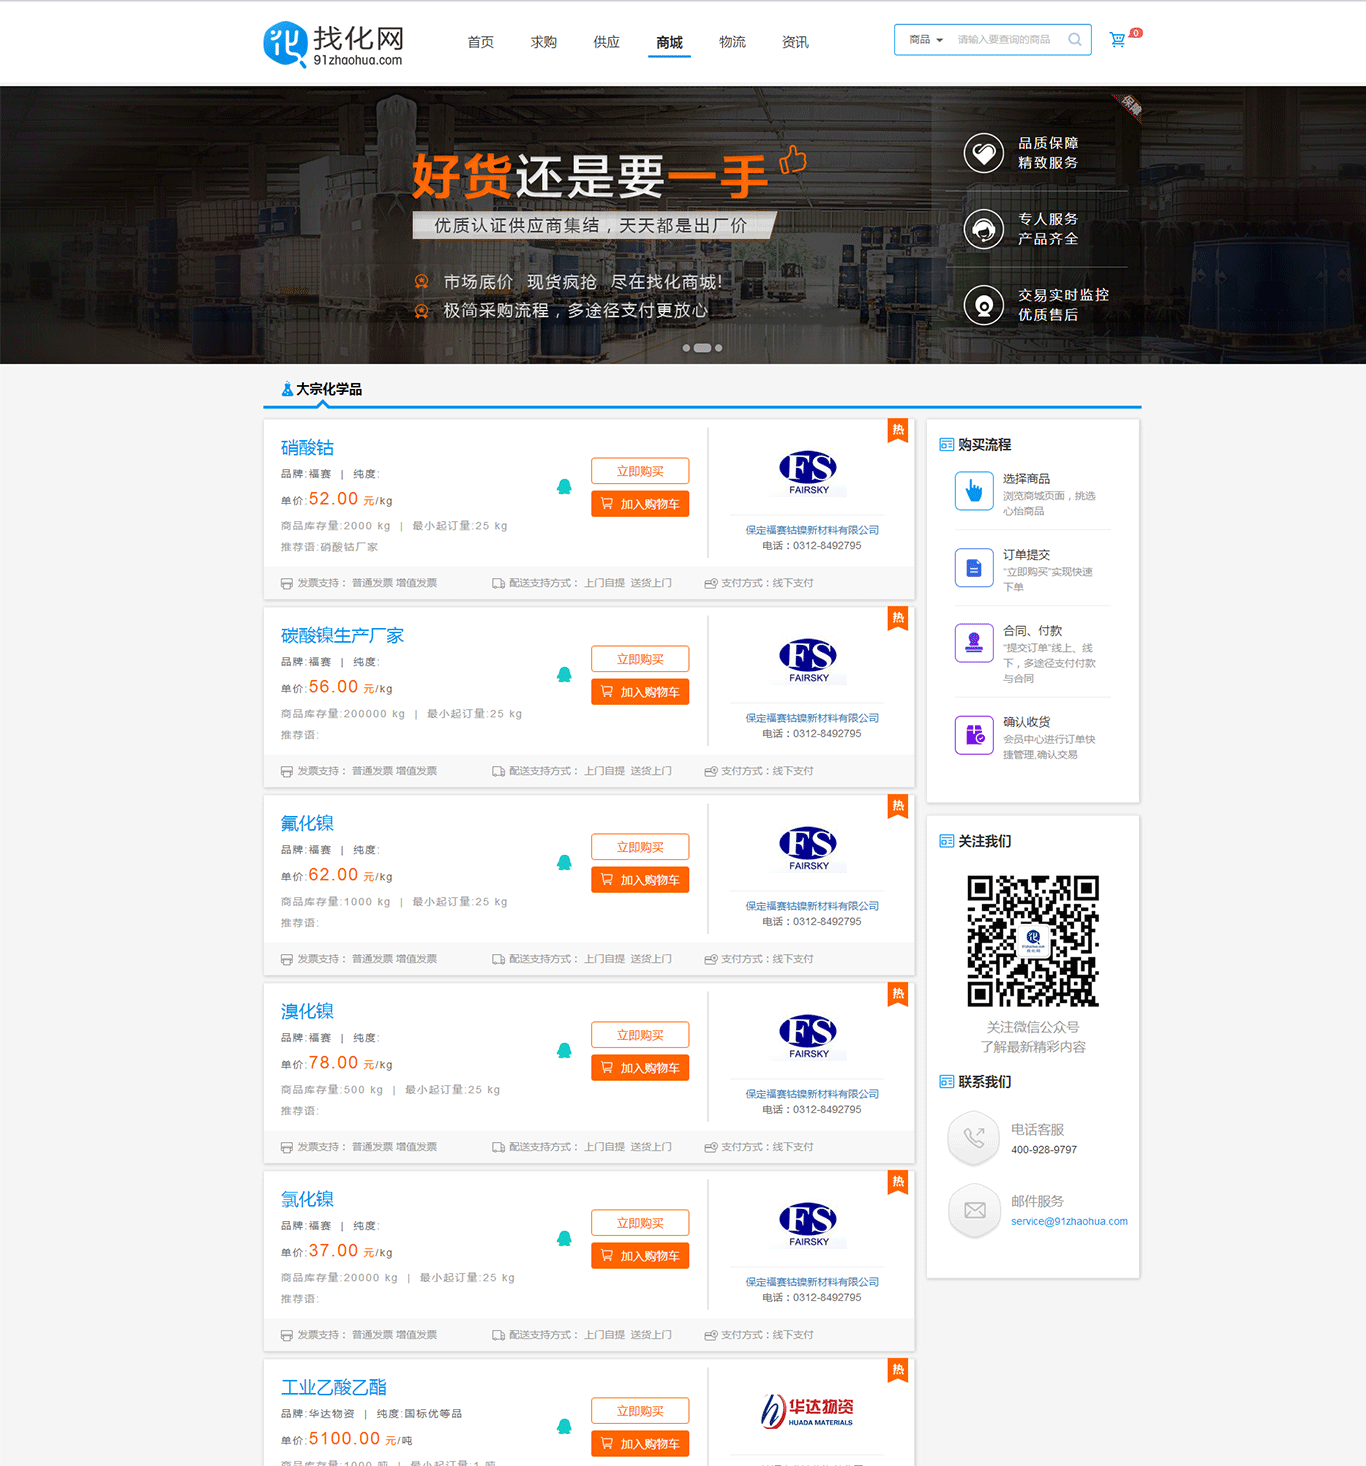 找化网
91zhaohua.com
首页 求购 供应 商城 物流 资讯
商品 请输入要查询的商品
0
保障
好货还是要一手
优质认证供应商集结，天天都是出厂价
市场底价 现货疯抢 尽在找化商城!
极简采购流程，多途径支付更放心
品质保障
精致服务
专人服务
产品齐全
交易实时监控
优质售后
大宗化学品
热
硝酸钴
品牌:福赛 | 纯度:
单价:52.00 元/kg
商品库存量:2000 kg | 最小起订量:25 kg
推荐语:硝酸钴厂家
立即购买
加入购物车
FS
FAIRSKY
保定福赛钴镍新材料有限公司
电话：0312-8492795
发票支持： 普通发票 增值发票 配送支持方式： 上门自提 送货上门 支付方式：线下支付
热
碳酸镍生产厂家
品牌:福赛 | 纯度:
单价:56.00 元/kg
商品库存量:200000 kg | 最小起订量:25 kg
推荐语:
立即购买
加入购物车
FS
FAIRSKY
保定福赛钴镍新材料有限公司
电话：0312-8492795
发票支持： 普通发票 增值发票 配送支持方式： 上门自提 送货上门 支付方式：线下支付
热
氟化镍
品牌:福赛 | 纯度:
单价:62.00 元/kg
商品库存量:1000 kg | 最小起订量:25 kg
推荐语:
立即购买
加入购物车
FS
FAIRSKY
保定福赛钴镍新材料有限公司
电话：0312-8492795
发票支持： 普通发票 增值发票 配送支持方式： 上门自提 送货上门 支付方式：线下支付
热
溴化镍
品牌:福赛 | 纯度:
单价:78.00 元/kg
商品库存量:500 kg | 最小起订量:25 kg
推荐语:
立即购买
加入购物车
FS
FAIRSKY
保定福赛钴镍新材料有限公司
电话：0312-8492795
发票支持： 普通发票 增值发票 配送支持方式： 上门自提 送货上门 支付方式：线下支付
热
氯化镍
品牌:福赛 | 纯度:
单价:37.00 元/kg
商品库存量:20000 kg | 最小起订量:25 kg
推荐语:
立即购买
加入购物车
FS
FAIRSKY
保定福赛钴镍新材料有限公司
电话：0312-8492795
发票支持： 普通发票 增值发票 配送支持方式： 上门自提 送货上门 支付方式：线下支付
热
工业乙酸乙酯
品牌:华达物资 | 纯度:国标优等品
单价:5100.00 元/吨
商品库存量:1000 吨 | 最小起订量:1 吨
立即购买
加入购物车
华达物资
HUADA MATERIALS
购买流程
选择商品
浏览商城页面，挑选
心怡商品
订单提交
"立即购买"实现快速
下单
合同、付款
"提交订单"线上、线
下，多途径支付付款
与合同
确认收货
会员中心进行订单快
捷管理,确认交易
关注我们
关注微信公众号
了解最新精彩内容
联系我们
电话客服
400-928-9797
邮件服务
service@91zhaohua.com